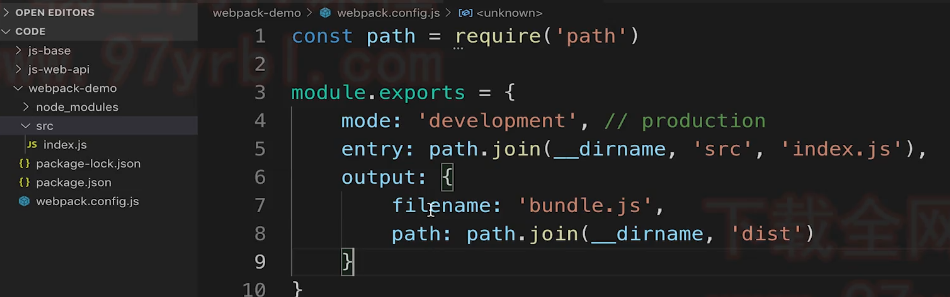 OPEN EDITORS
CODE
js-base
js-web-api
webpack-demo
node_modules
src
JS index.js
{} package-lock.json
{} package.json
webpack.config.js
webpack-demo > webpack.config.js > <unknown>
1 const path = require('path')
2
3 module.exports = {
4 mode: 'development', // production
5 entry: path.join(__dirname, 'src', 'index.js'),
6 output: {
7 filename: 'bundle.js',
8 path: path.join(__dirname, 'dist')
9 }
10 }
www.97yrbl.com
下载全网